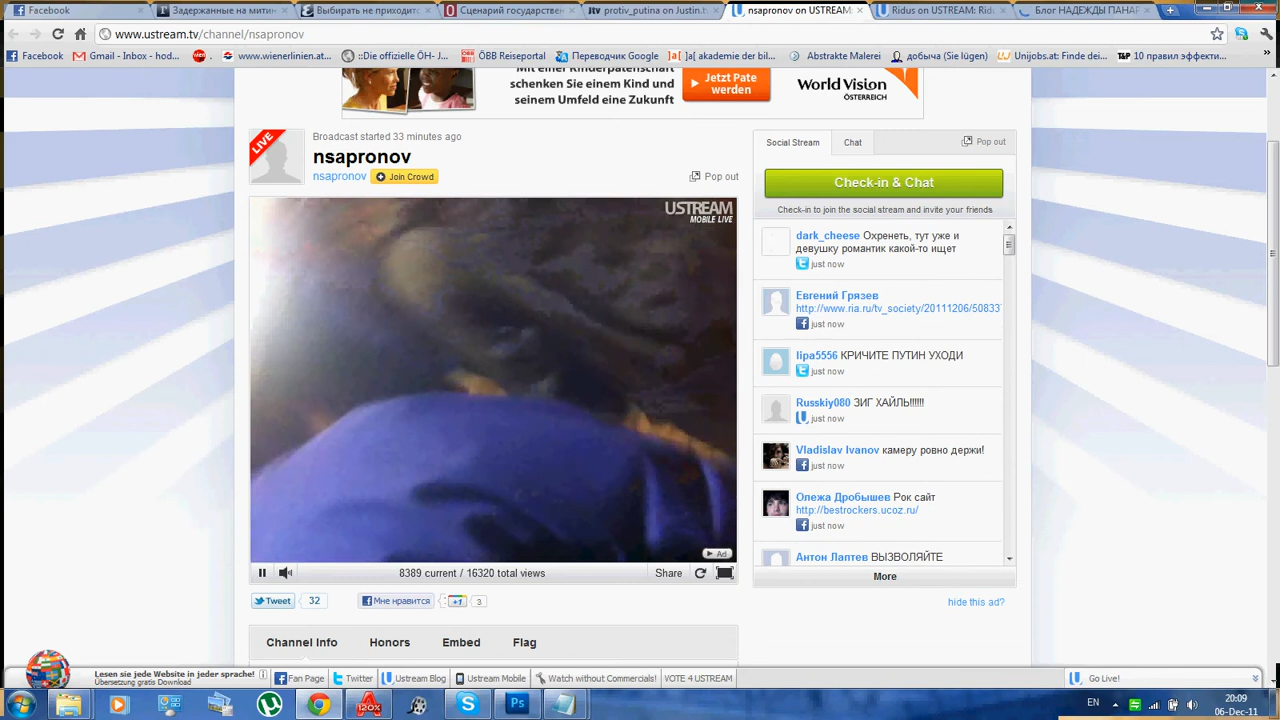 Facebook
Задержанные на митин
Выбирать не приходитс
Сценарий государствен
protiv_putina on Justin.t
nsapronov on USTREAM:
Ridus on USTREAM: Rid
Блог НАДЕЖДЫ ПАНАР
www.ustream.tv/channel/nsapronov
Facebook
Gmail - Inbox - hod...
www.wienerlinien.at...
::Die offizielle ÖH- J...
ÖBB Reiseportal
Переводчик Google
]a[ akademie der bil...
Abstrakte Malerei
добыча (Sie lügen)
Unijobs.at: Finde dei...
10 правил эффекти...
Mit einer Kinderpatenschaft
schenken Sie einem Kind und
seinem Umfeld eine Zukunft
Jetzt Pate
werden
World Vision
ÖSTERREICH
LIVE
Broadcast started 33 minutes ago
nsapronov
nsapronov
Join Crowd
Pop out
USTREAM
MOBILE LIVE
Ad
8389 current / 16320 total views
Share
Tweet
32
Мне нравится
+1
3
Channel Info
Honors
Embed
Flag
Social Stream
Chat
Pop out
Check-in & Chat
Check-in to join the social stream and invite your friends
dark_cheese Охренеть, тут уже и
девушку романтик какой-то ищет
just now
Евгений Грязев
http://www.ria.ru/tv_society/20111206/50833
just now
lipa5556 КРИЧИТЕ ПУТИН УХОДИ
just now
Russkiy080 ЗИГ ХАЙЛЬ!!!!!!
just now
Vladislav Ivanov камеру ровно держи!
just now
Олежа Дробышев Рок сайт
http://bestrockers.ucoz.ru/
just now
Антон Лаптев ВЫЗВОЛЯЙТЕ
More
hide this ad?
Lesen sie jede Website in jeder sprache!
Übersetzung gratis Download
Fan Page
Twitter
Ustream Blog
Ustream Mobile
Watch without Commercials!
VOTE 4 USTREAM
Go Live!
EN
20:09
06-Dec-11